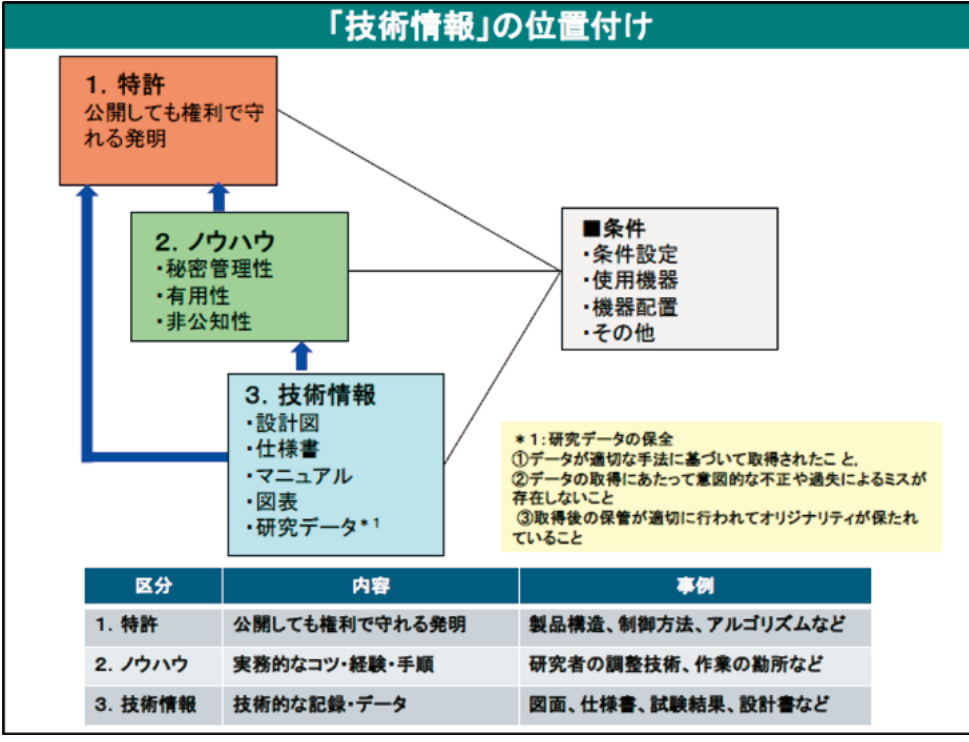 「技術情報」の位置付け
1. 特許
公開しても権利で守
れる発明
2. ノウハウ
・秘密管理性
・有用性
・非公知性
3. 技術情報
・設計図
・仕様書
・マニュアル
・図表
・研究データ*1
■条件
・条件設定
・使用機器
・機器配置
・その他
*1:研究データの保全
①データが適切な手法に基づいて取得されたこと、
②データの取得にあたって意図的な不正や過失によるミスが
存在しないこと
③取得後の保管が適切に行われてオリジナリティが保たれ
ていること
区分 内容 事例
1. 特許 公開しても権利で守れる発明 製品構造、制御方法、アルゴリズムなど
2. ノウハウ 実務的なコツ・経験・手順 研究者の調整技術、作業の勘所など
3. 技術情報 技術的な記録・データ 図面、仕様書、試験結果、設計書など